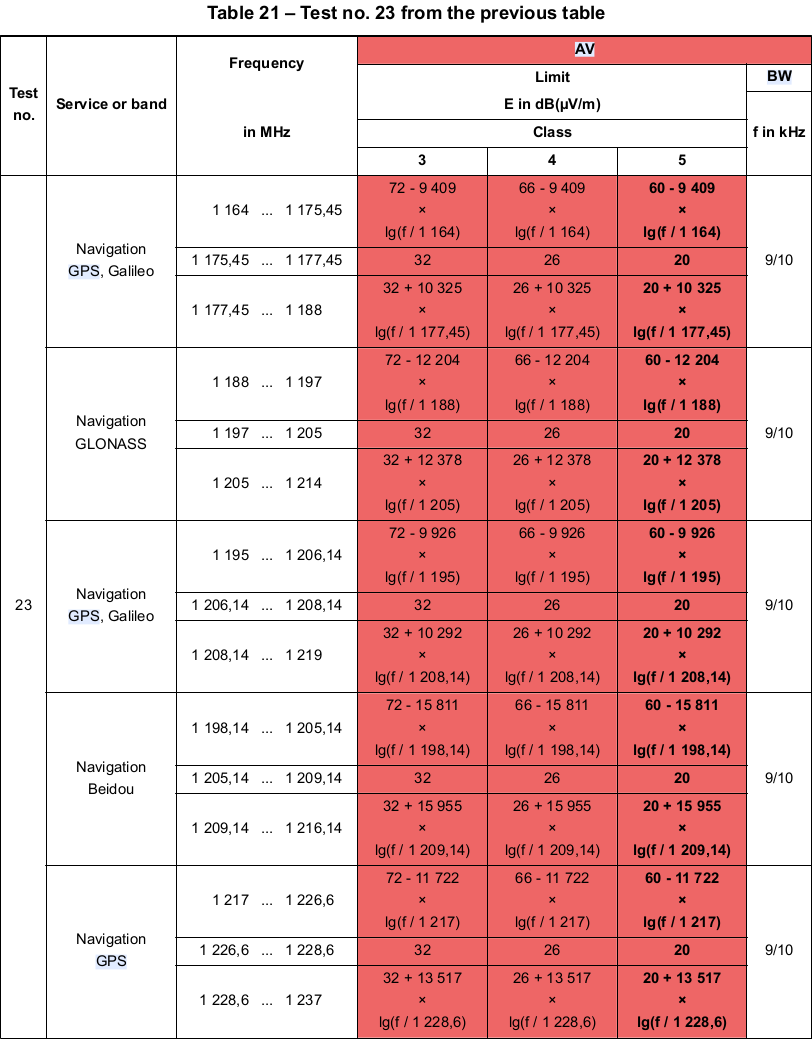 Table 21 – Test no. 23 from the previous table
Test no. Service or band Frequency in MHz AV
Limit BW
E in dB(µV/m) f in kHz
Class
3 4 5
23 Navigation GPS, Galileo 9/10
1 164 ... 1 175,45 72 - 9 409 × lg(f / 1 164) 66 - 9 409 × lg(f / 1 164) 60 - 9 409 × lg(f / 1 164)
1 175,45 ... 1 177,45 32 26 20
1 177,45 ... 1 188 32 + 10 325 × lg(f / 1 177,45) 26 + 10 325 × lg(f / 1 177,45) 20 + 10 325 × lg(f / 1 177,45)
Navigation GLONASS 9/10
1 188 ... 1 197 72 - 12 204 × lg(f / 1 188) 66 - 12 204 × lg(f / 1 188) 60 - 12 204 × lg(f / 1 188)
1 197 ... 1 205 32 26 20
1 205 ... 1 214 32 + 12 378 × lg(f / 1 205) 26 + 12 378 × lg(f / 1 205) 20 + 12 378 × lg(f / 1 205)
Navigation GPS, Galileo 9/10
1 195 ... 1 206,14 72 - 9 926 × lg(f / 1 195) 66 - 9 926 × lg(f / 1 195) 60 - 9 926 × lg(f / 1 195)
1 206,14 ... 1 208,14 32 26 20
1 208,14 ... 1 219 32 + 10 292 × lg(f / 1 208,14) 26 + 10 292 × lg(f / 1 208,14) 20 + 10 292 × lg(f / 1 208,14)
Navigation Beidou 9/10
1 198,14 ... 1 205,14 72 - 15 811 × lg(f / 1 198,14) 66 - 15 811 × lg(f / 1 198,14) 60 - 15 811 × lg(f / 1 198,14)
1 205,14 ... 1 209,14 32 26 20
1 209,14 ... 1 216,14 32 + 15 955 × lg(f / 1 209,14) 26 + 15 955 × lg(f / 1 209,14) 20 + 15 955 × lg(f / 1 209,14)
Navigation GPS 9/10
1 217 ... 1 226,6 72 - 11 722 × lg(f / 1 217) 66 - 11 722 × lg(f / 1 217) 60 - 11 722 × lg(f / 1 217)
1 226,6 ... 1 228,6 32 26 20
1 228,6 ... 1 237 32 + 13 517 × lg(f / 1 228,6) 26 + 13 517 × lg(f / 1 228,6) 20 + 13 517 × lg(f / 1 228,6)